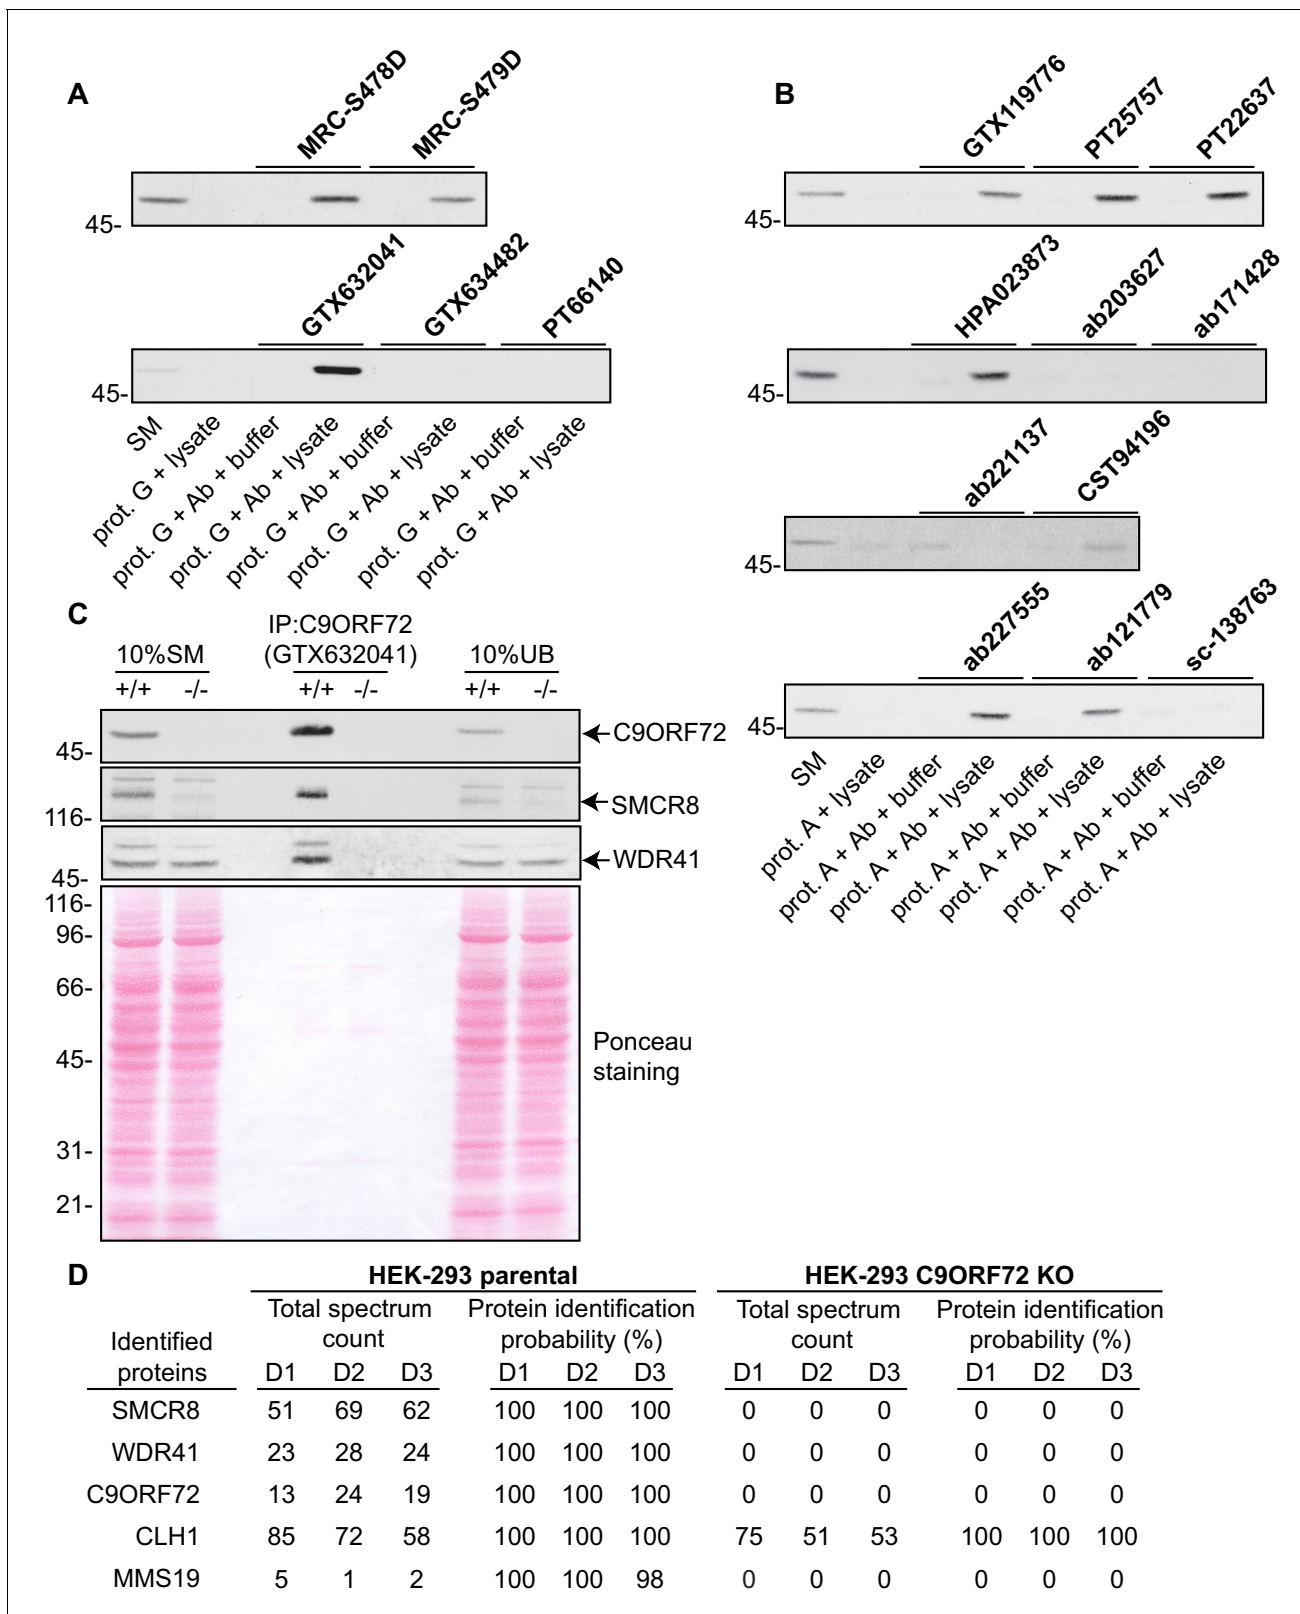 A
MRC-S478D
MRC-S479D
45-
GTX632041
GTX634482
PT66140
45-
SM
prot. G + lysate
prot. G + Ab + buffer
prot. G + Ab + lysate
prot. G + Ab + buffer
prot. G + Ab + lysate
prot. G + Ab + buffer
prot. G + Ab + lysate
B
GTX119776
PT25757
PT22637
45-
HPA023873
ab203627
ab171428
45-
ab221137
CST94196
45-
ab227555
ab121779
sc-138763
45-
SM
prot. A + lysate
prot. A + Ab + buffer
prot. A + Ab + lysate
prot. A + Ab + buffer
prot. A + Ab + lysate
prot. A + Ab + buffer
prot. A + Ab + lysate
C
IP:C9ORF72
10%SM (GTX632041) 10%UB
+/+ -/- +/+ -/- +/+ -/-
45- C9ORF72
116- SMCR8
45- WDR41
116-
96-
66-
45-
31-
21-
Ponceau
staining
D
HEK-293 parental HEK-293 C9ORF72 KO
Total spectrum Protein identification Total spectrum Protein identification
count probability (%) count probability (%)
Identified
proteins D1 D2 D3 D1 D2 D3 D1 D2 D3 D1 D2 D3
SMCR8 51 69 62 100 100 100 0 0 0 0 0 0
WDR41 23 28 24 100 100 100 0 0 0 0 0 0
C9ORF72 13 24 19 100 100 100 0 0 0 0 0 0
CLH1 85 72 58 100 100 100 75 51 53 100 100 100
MMS19 5 1 2 100 100 98 0 0 0 0 0 0